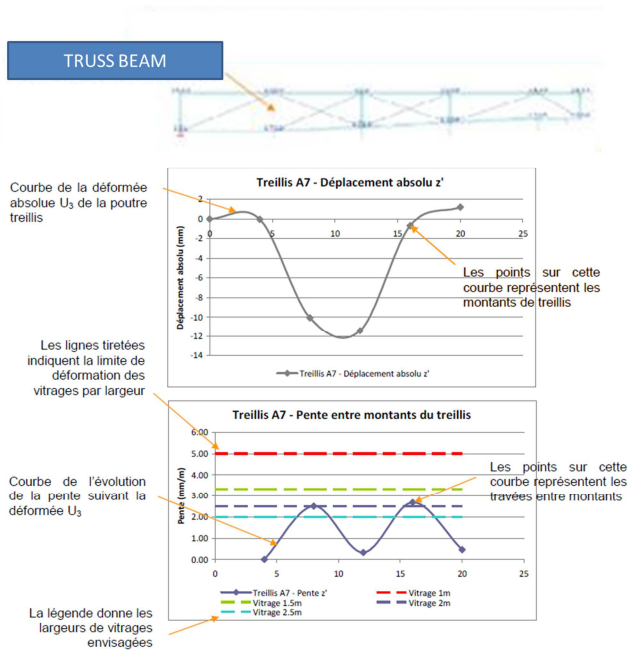 TRUSS BEAM
Courbe de la déformée
absolue U3 de la poutre
treillis
Treillis A7 - Déplacement absolu z'
Déplacement absolu (mm)
2
0
-2
-4
-6
-8
-10
-12
-14
0
5
10
15
20
25
Treillis A7 - Déplacement absolu z'
Les points sur cette
courbe représentent les
montants de treillis
Les lignes tiretées
indiquent la limite de
déformation des
vitrages par largeur
Treillis A7 - Pente entre montants du treillis
Pente (mm/m)
6.00
5.00
4.00
3.00
2.00
1.00
0.00
0
5
10
15
20
25
Courbe de l'évolution
de la pente suivant la
déformée U3
Les points sur cette
courbe représentent les
travées entre montants
Treillis A7 - Pente z'
Vitrage 1m
Vitrage 1.5m
Vitrage 2m
Vitrage 2.5m
La légende donne les
largeurs de vitrages
envisagées